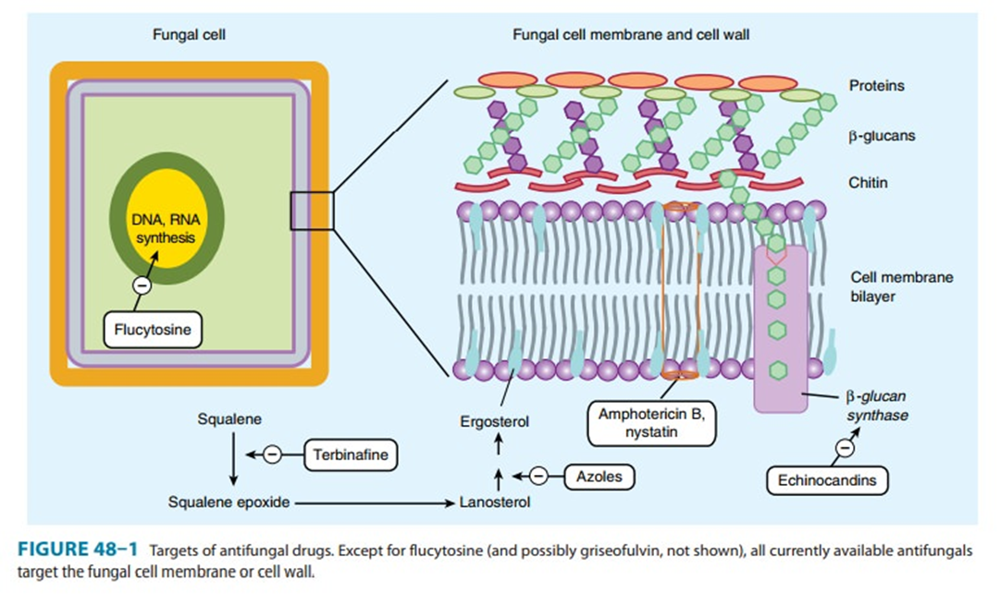 Fungal cell
Fungal cell membrane and cell wall
DNA, RNA
synthesis
−
Flucytosine
Proteins
β-glucans
Chitin
Cell membrane
bilayer
β-glucan
synthase
−
Echinocandins
Amphotericin B,
nystatin
Squalene
−
Terbinafine
Squalene epoxide
Ergosterol
−
Azoles
Lanosterol
FIGURE 48–1 Targets of antifungal drugs. Except for flucytosine (and possibly griseofulvin, not shown), all currently available antifungals
target the fungal cell membrane or cell wall.